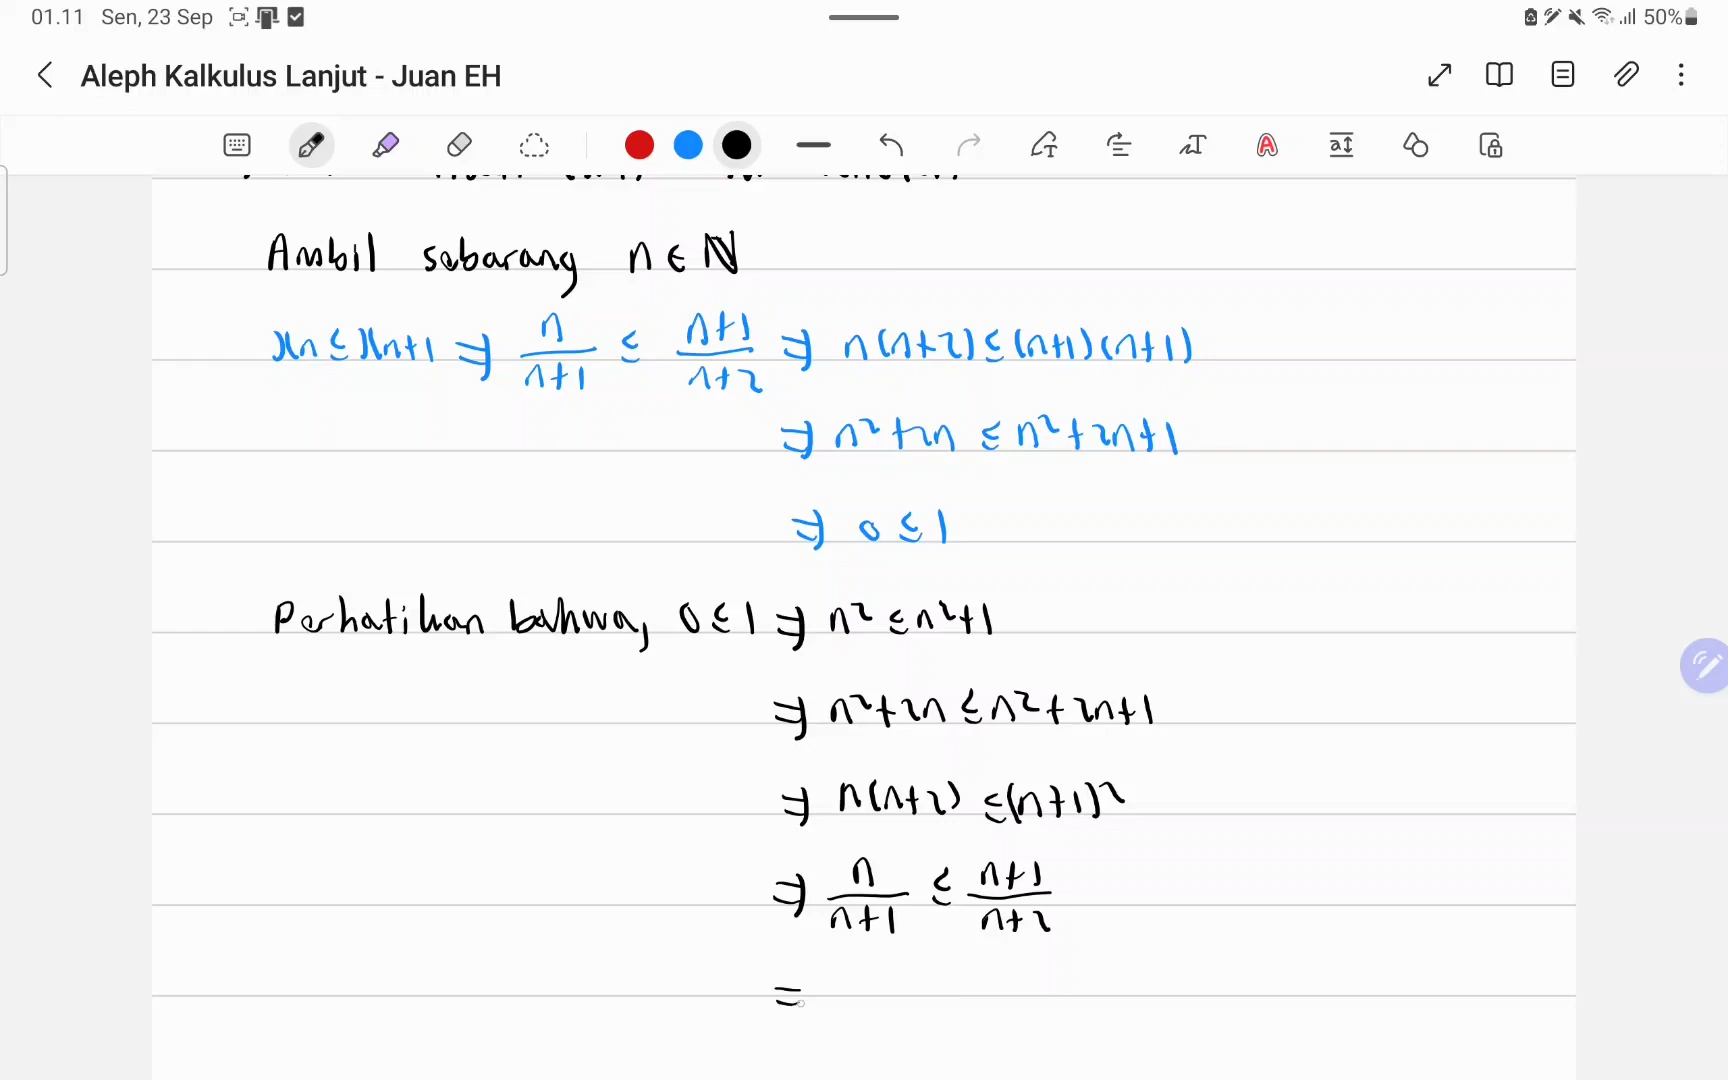 01.11 Sen, 23 Sep 50%
Aleph Kalkulus Lanjut - Juan EH
Ambil sebarang n ∈ ℕ
xn ≤ xn+1 ⇒ n/(n+1) ≤ (n+1)/(n+2) ⇒ n(n+2) ≤ (n+1)(n+1)
⇒ n² + 2n ≤ n² + 2n + 1
⇒ 0 ≤ 1
Perhatikan bahwa, 0 ≤ 1 ⇒ n² ≤ n² + 1
⇒ n² + 2n ≤ n² + 2n + 1
⇒ n(n+2) ≤ (n+1)²
⇒ n/(n+1) ≤ (n+1)/(n+2)
=